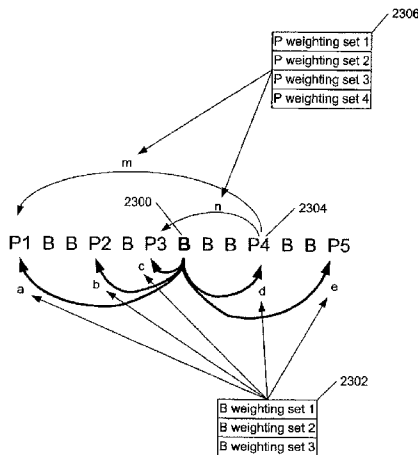 2306
P weighting set 1
P weighting set 2
P weighting set 3
P weighting set 4
m
2300
n
2304
P1 B B P2 B P3 B B B P4 B B P5
a
b
c
d
e
2302
B weighting set 1
B weighting set 2
B weighting set 3